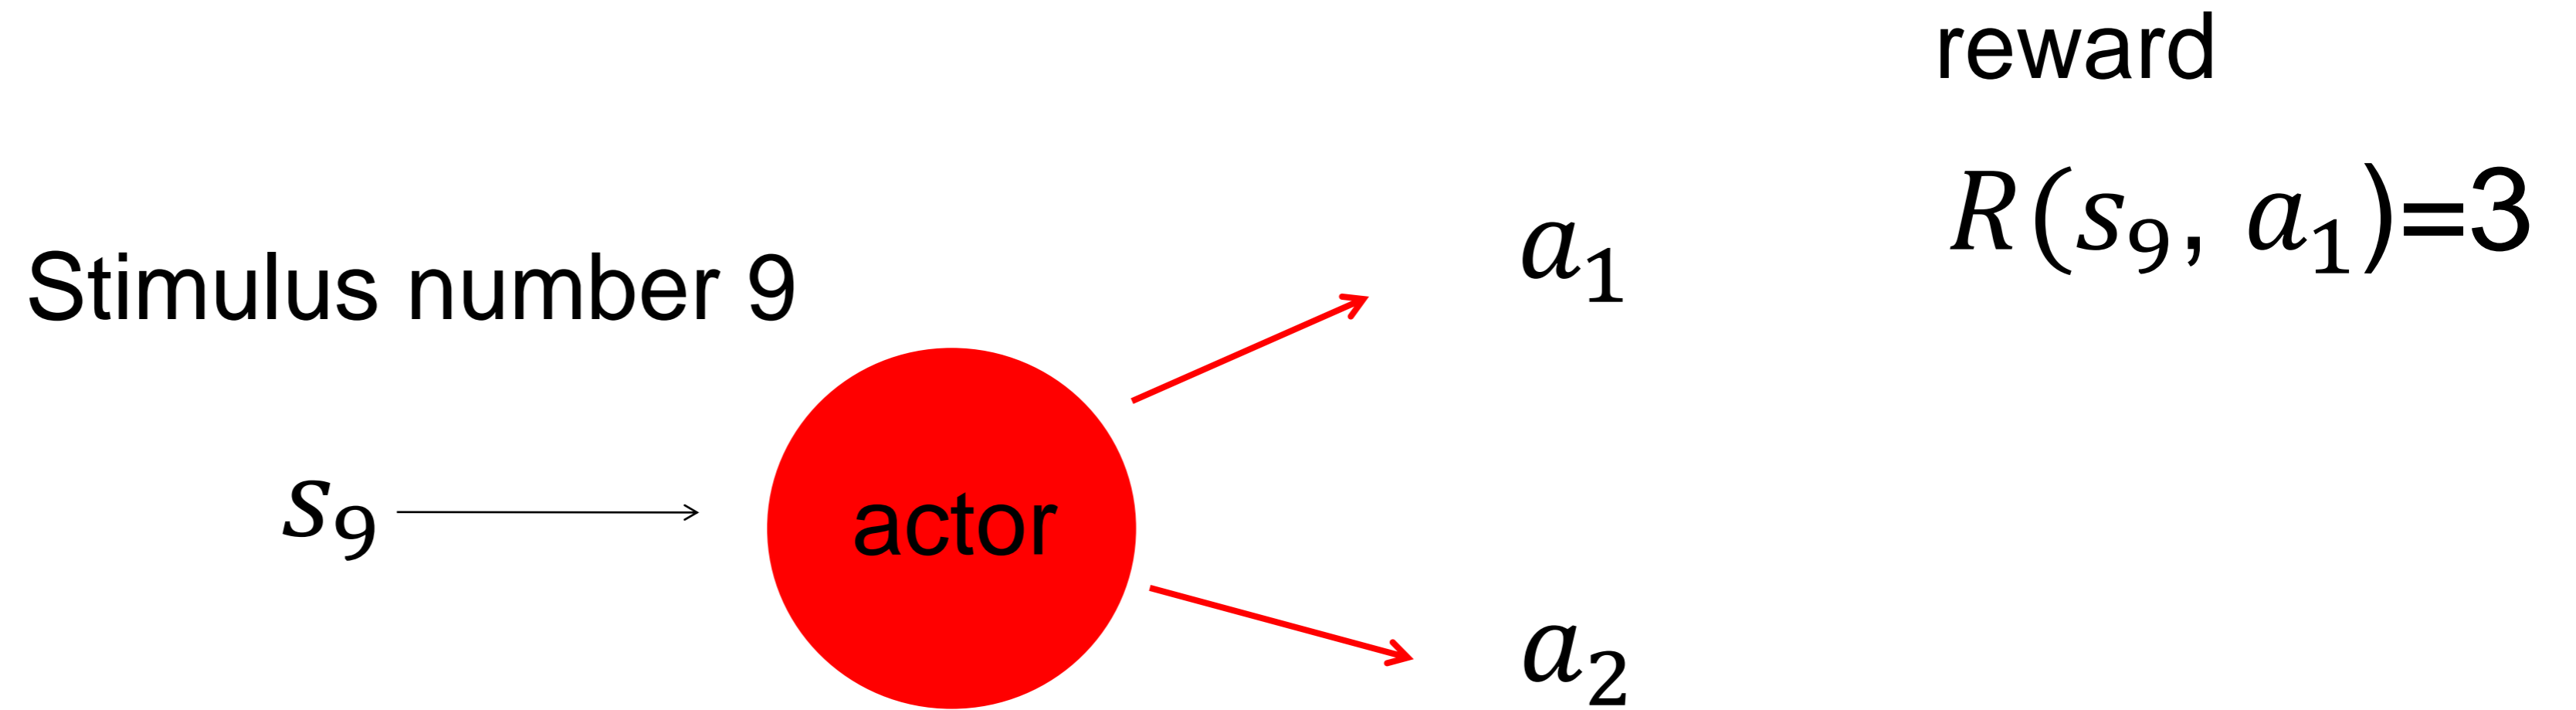 reward
R(s₉, a₁)=3
Stimulus number 9
a₁
s₉
actor
a₂